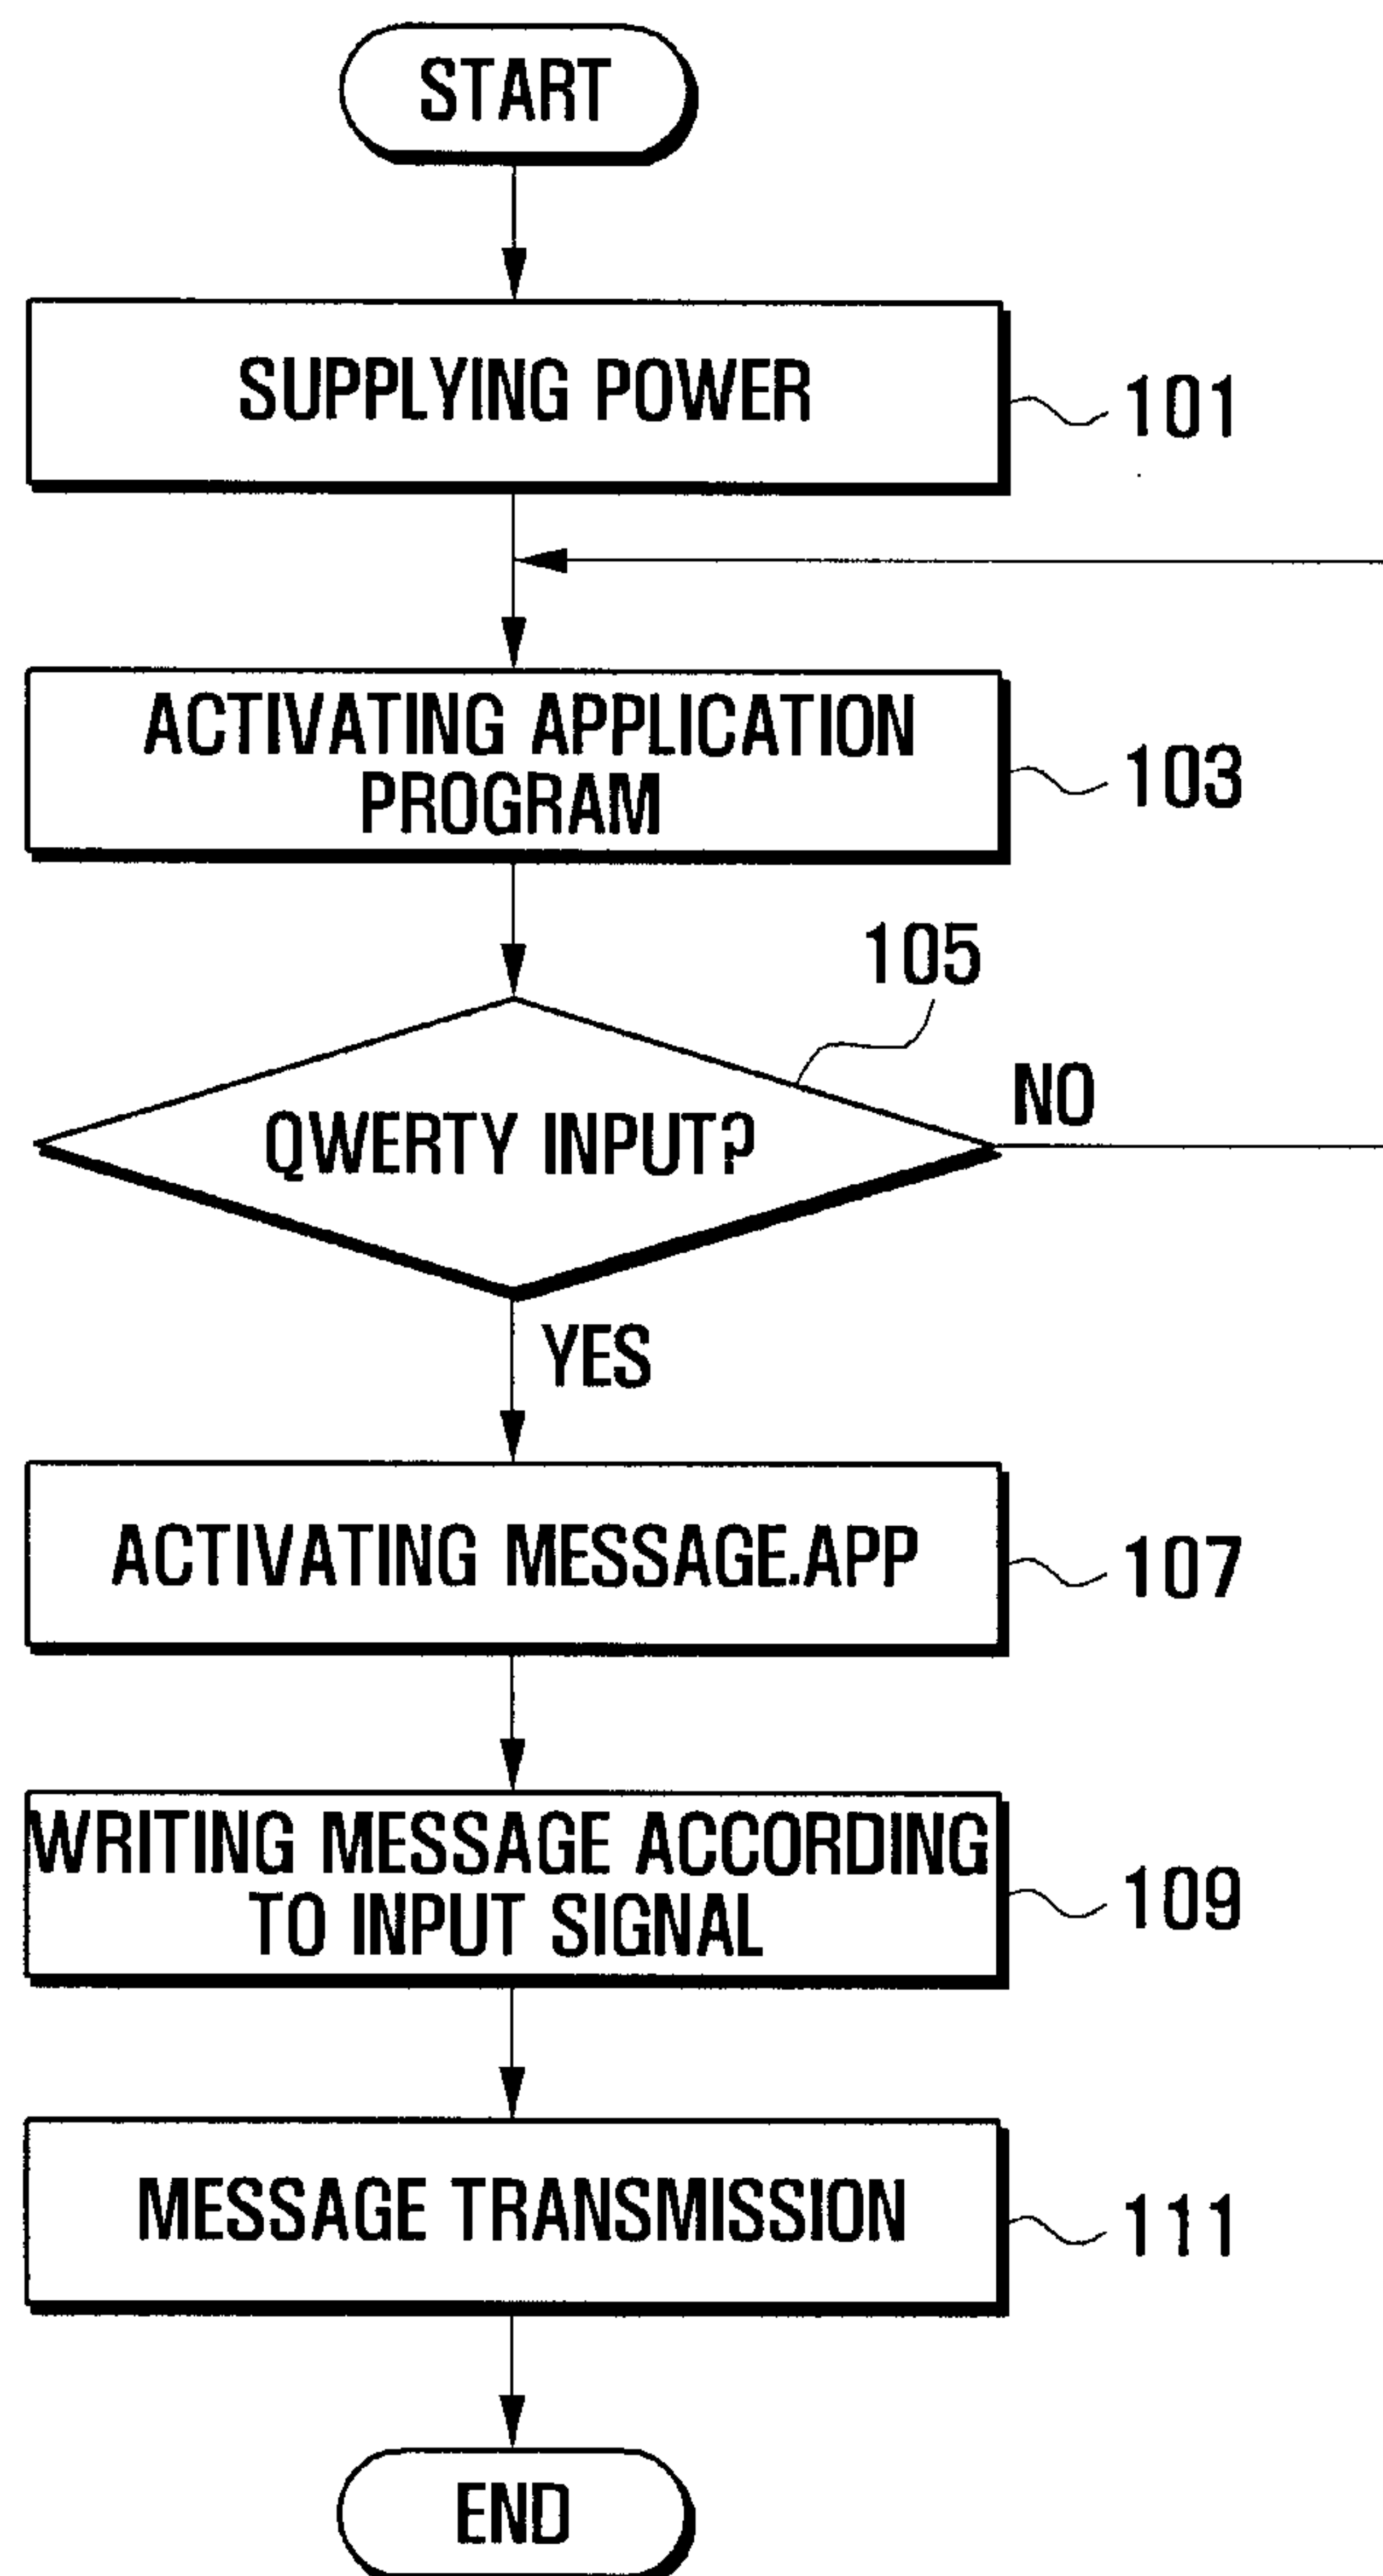 START
SUPPLYING POWER
101
ACTIVATING APPLICATION
PROGRAM
103
105
QWERTY INPUT?
NO
YES
ACTIVATING MESSAGE.APP
107
WRITING MESSAGE ACCORDING
TO INPUT SIGNAL
109
MESSAGE TRANSMISSION
111
END